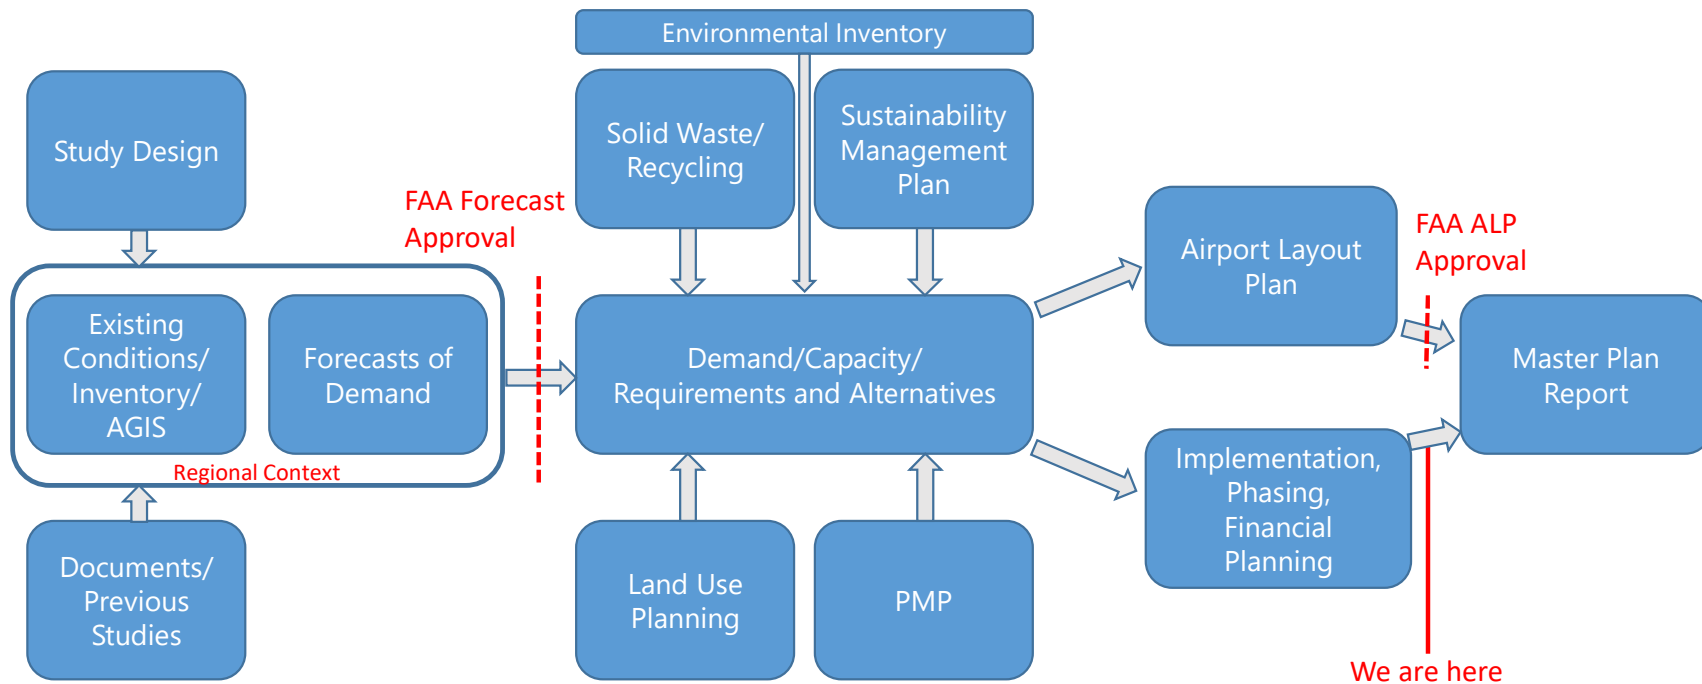 Environmental Inventory
Study Design
Solid Waste/
Recycling
Sustainability
Management
Plan
FAA Forecast
Approval
Airport Layout
Plan
FAA ALP
Approval
Existing
Conditions/
Inventory/
AGIS
Forecasts of
Demand
Regional Context
Demand/Capacity/
Requirements and Alternatives
Master Plan
Report
Implementation,
Phasing,
Financial
Planning
Documents/
Previous
Studies
Land Use
Planning
PMP
We are here